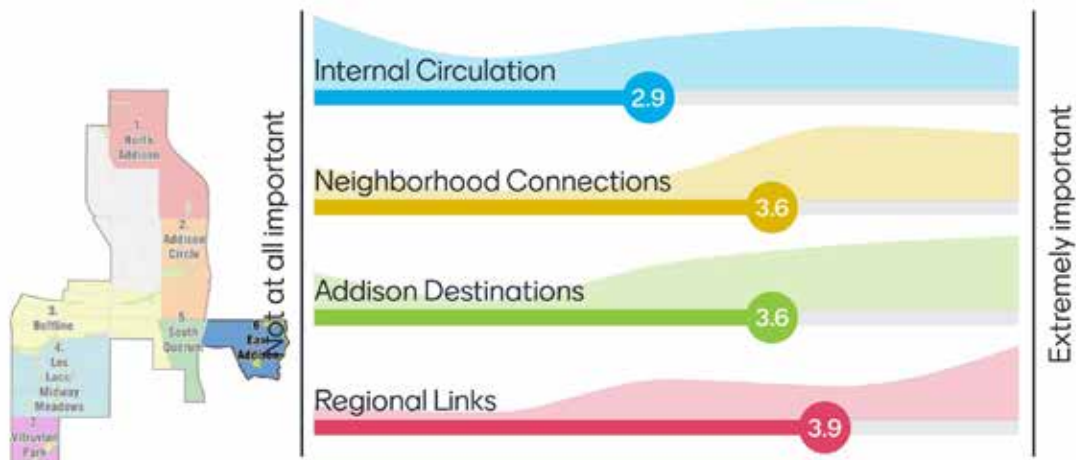 1.
North
Addison
2.
Addison
Circle
3.
Beltline
4.
Les
Lacs/
Midway
Meadows
5.
South
Quorum
6.
East
Addison
7.
Vitruvian
Park
Not at all important
Internal Circulation
2.9
Neighborhood Connections
3.6
Addison Destinations
3.6
Regional Links
3.9
Extremely important